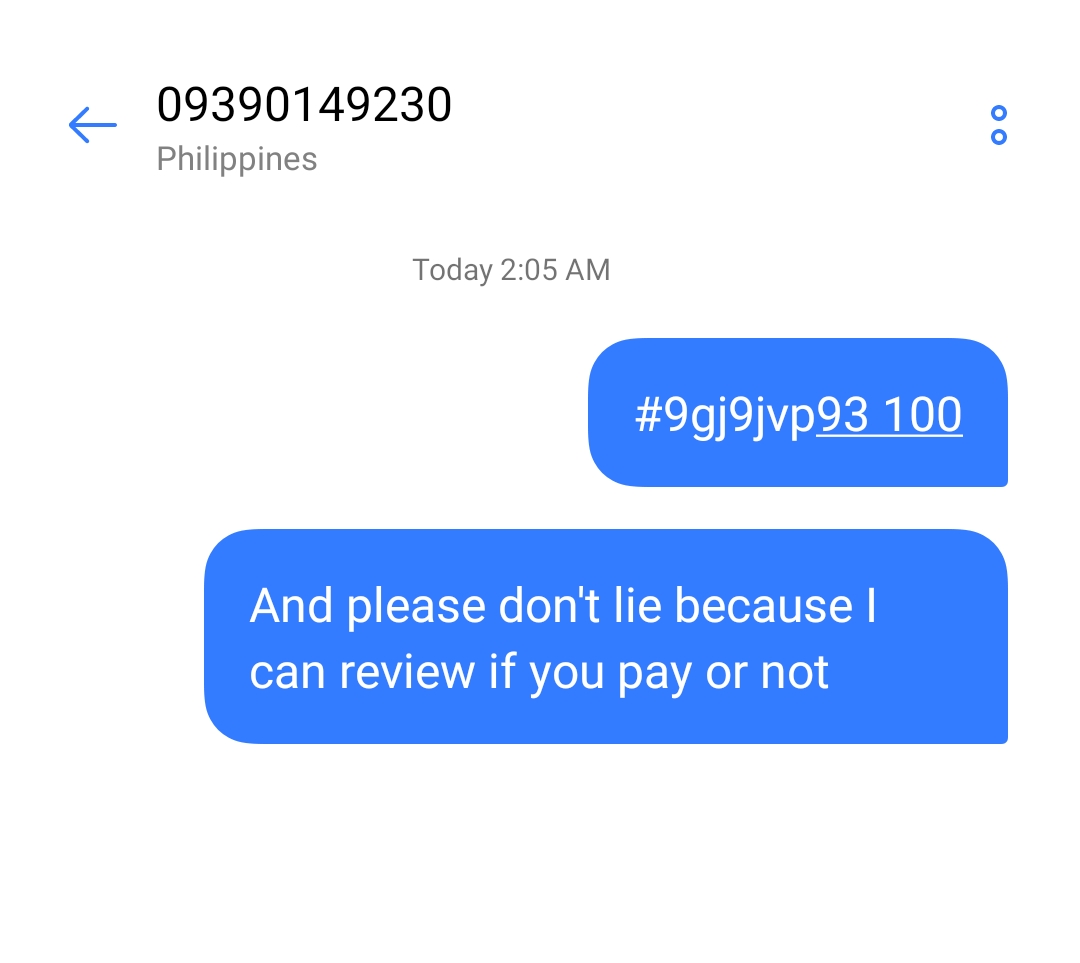 09390149230
Philippines
Today 2:05 AM
#9gj9jvp93 100
And please don't lie because I
can review if you pay or not